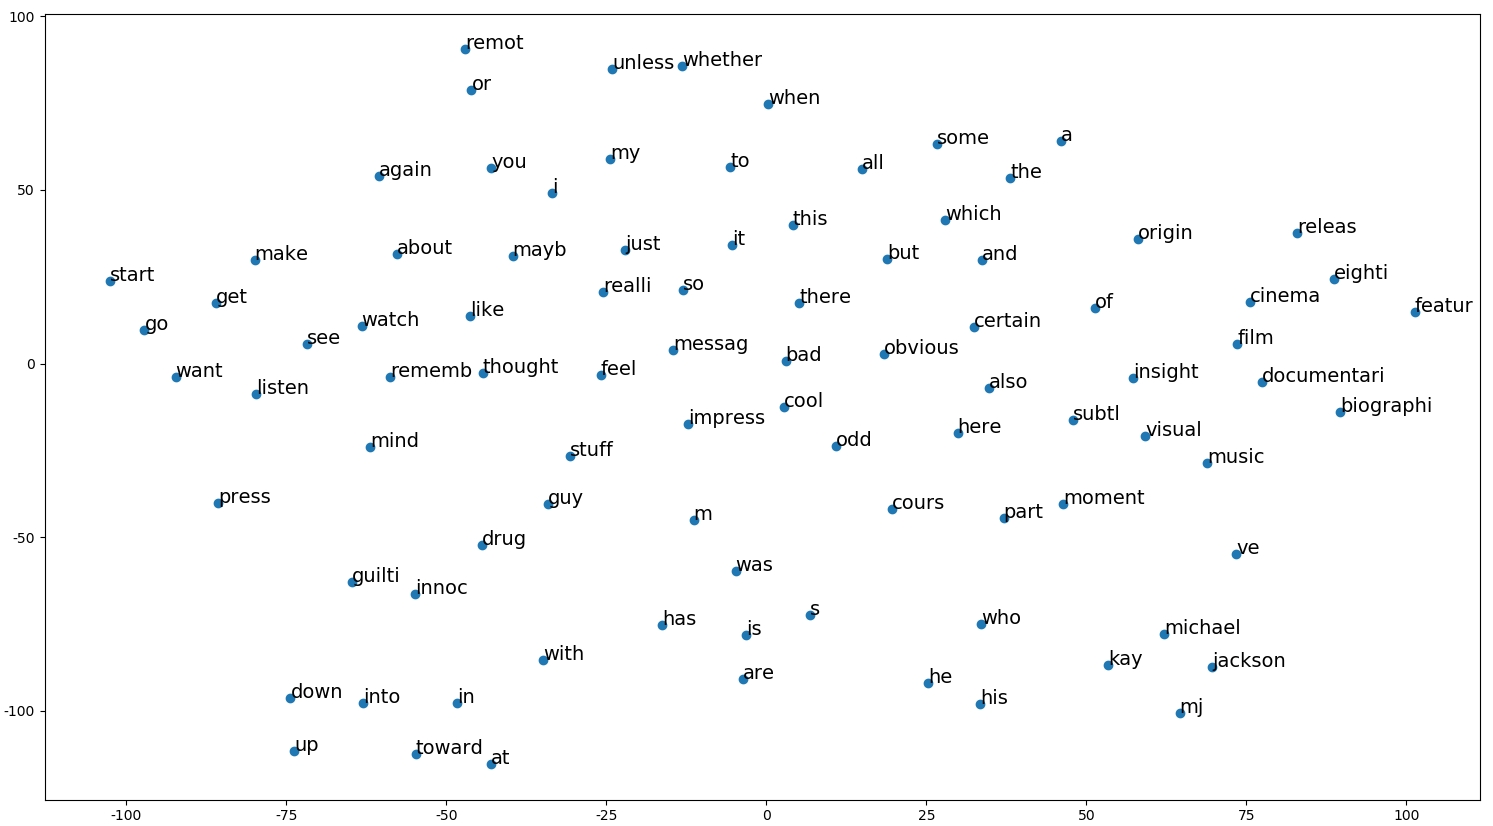 100
remot
unless
whether
or
when
some
a
my
to
all
again
you
the
i
50
this
which
just
it
origin
releas
make
about
mayb
but
and
start
eighti
realli
so
get
there
cinema
of
featur
like
go
watch
certain
see
film
messag
obvious
bad
0
want
rememb
thought
feel
insight
documentari
listen
also
cool
biographi
impress
subtl
mind
odd
here
visual
stuff
music
press
guy
m
cours
part
moment
-50
drug
ve
was
guilti
innoc
has
s
who
is
michael
with
are
kay
jackson
down
into
in
he
his
-100
mj
up
toward
at
-100 -75 -50 -25 0 25 50 75 100